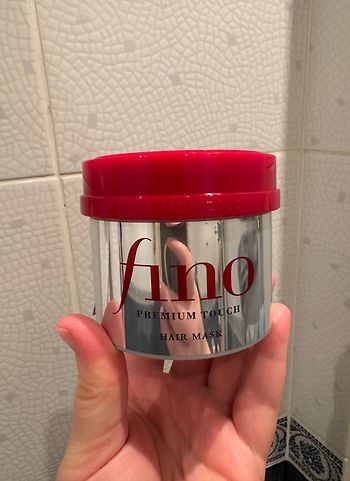 fino
PREMIUM TOUCH
HAIR MASK